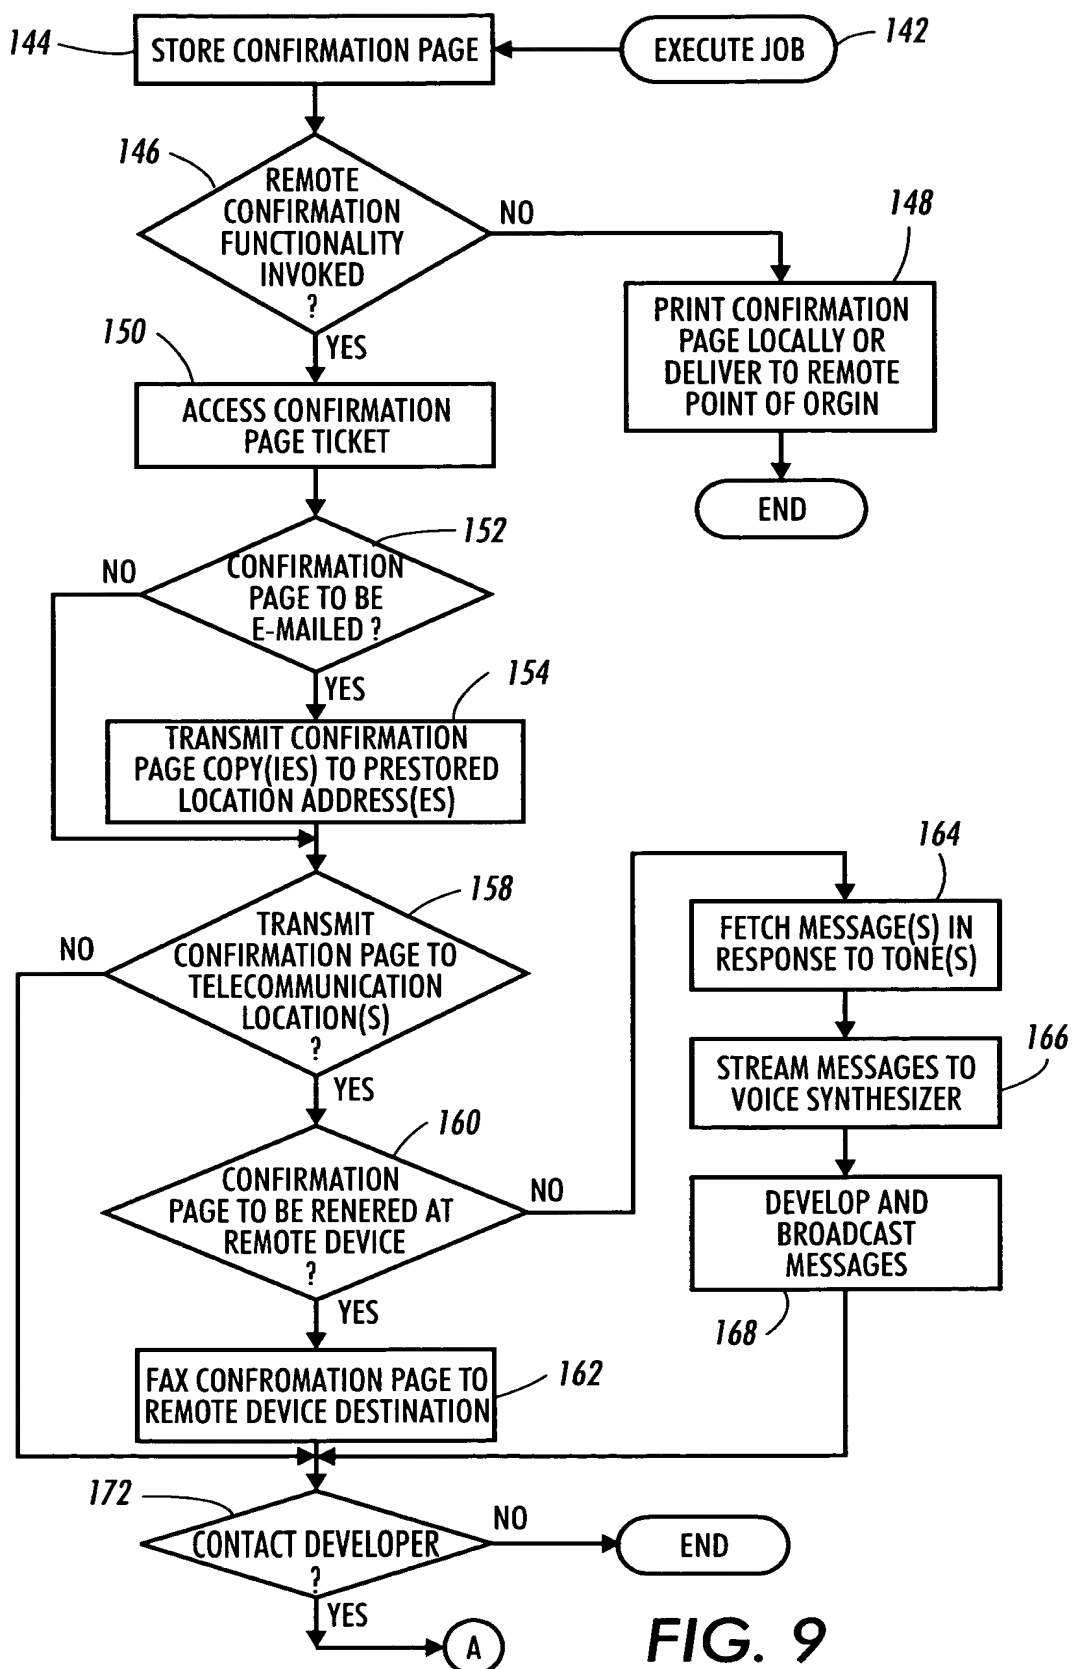 144
STORE CONFIRMATION PAGE
EXECUTE JOB
142
146
REMOTE
CONFIRMATION
FUNCTIONALITY
INVOKED
?
NO
148
YES
PRINT CONFIRMATION
PAGE LOCALLY OR
DELIVER TO REMOTE
POINT OF ORGIN
END
150
ACCESS CONFIRMATION
PAGE TICKET
152
NO
CONFIRMATION
PAGE TO BE
E-MAILED ?
YES
154
TRANSMIT CONFIRMATION
PAGE COPY(IES) TO PRESTORED
LOCATION ADDRESS(ES)
158
NO
TRANSMIT
CONFIRMATION PAGE TO
TELECOMMUNICATION
LOCATION(S)
?
YES
160
CONFIRMATION
PAGE TO BE RENERED AT
REMOTE DEVICE
?
NO
YES
164
FETCH MESSAGE(S) IN
RESPONSE TO TONE(S)
166
STREAM MESSAGES TO
VOICE SYNTHESIZER
DEVELOP AND
BROADCAST
MESSAGES
168
FAX CONFROMATION PAGE TO
REMOTE DEVICE DESTINATION
162
172
CONTACT DEVELOPER
?
NO
END
YES
A
FIG. 9